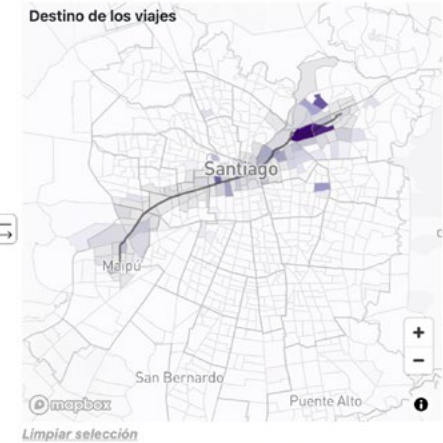 Destino de los viajes
Santiago
Maipú
San Bernardo
Puente Alto
+
−
mapbox
i
Limpiar selección